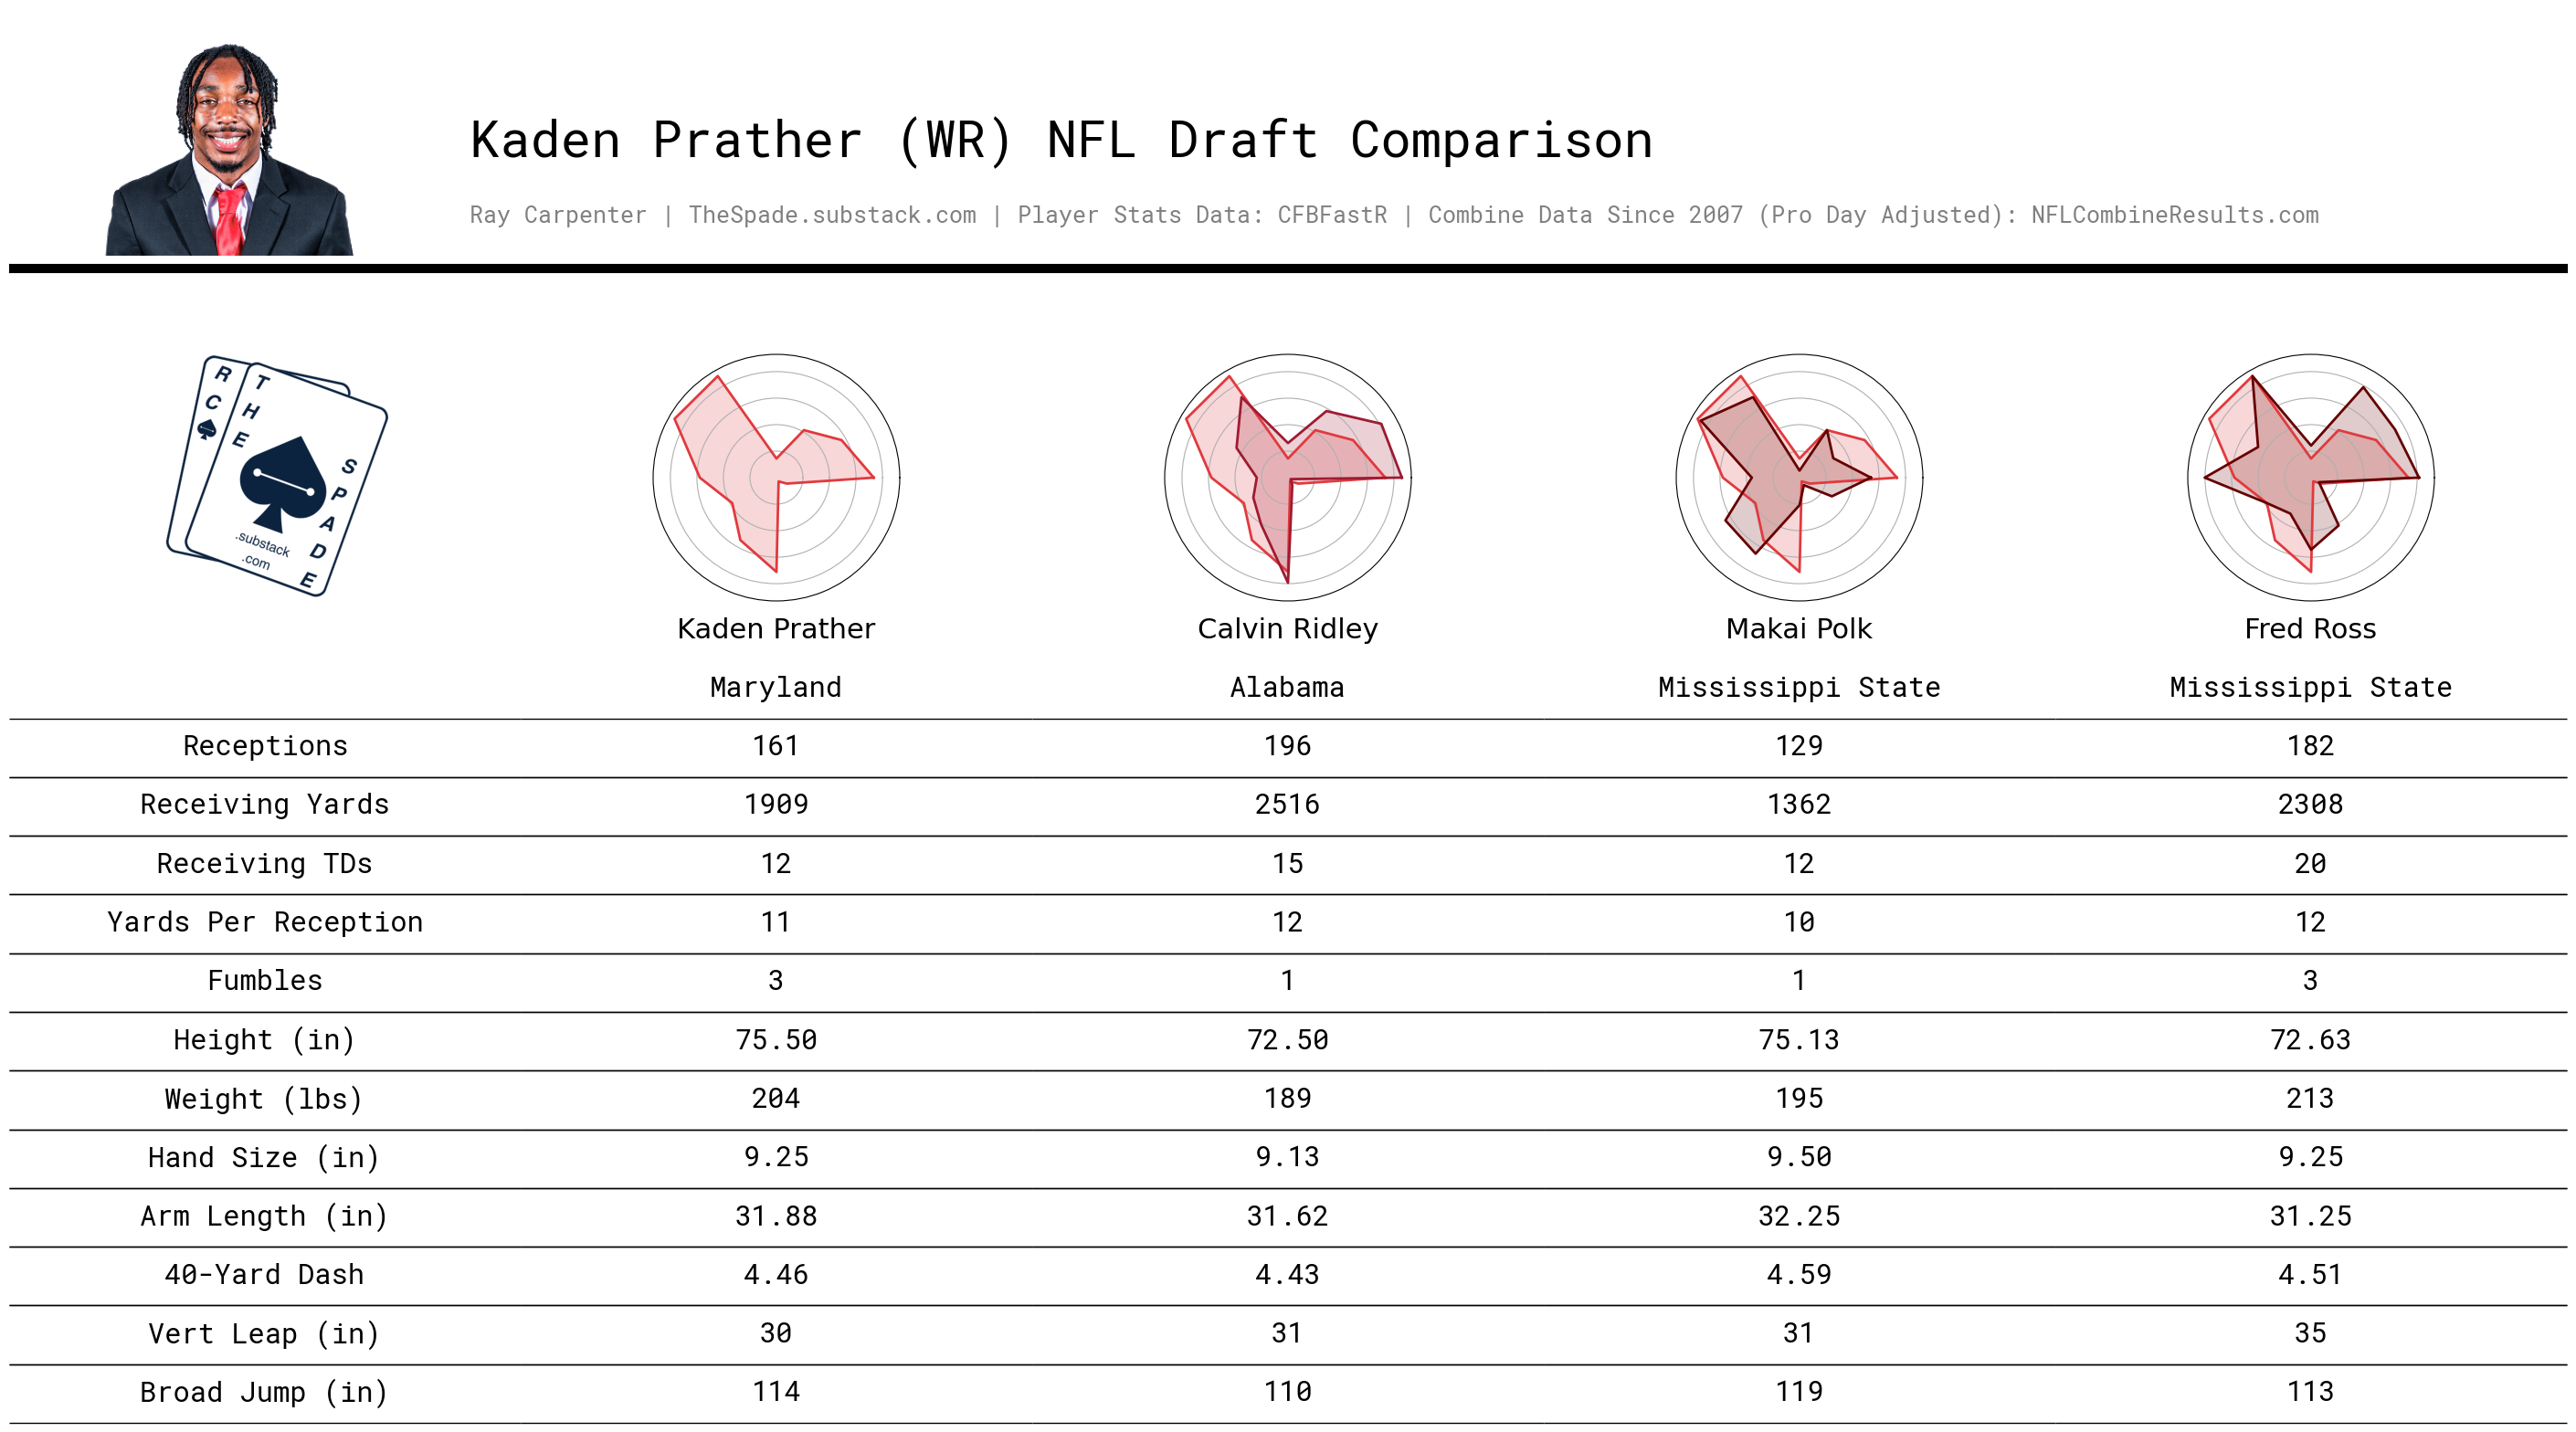 Kaden Prather (WR) NFL Draft Comparison
Ray Carpenter | TheSpade.substack.com | Player Stats Data: CFBFastR | Combine Data Since 2007 (Pro Day Adjusted): NFLCombineResults.com
RC
THE
SPADE
.substack
.com
Kaden Prather Calvin Ridley Makai Polk Fred Ross
Maryland Alabama Mississippi State Mississippi State
Receptions 161 196 129 182
Receiving Yards 1909 2516 1362 2308
Receiving TDs 12 15 12 20
Yards Per Reception 11 12 10 12
Fumbles 3 1 1 3
Height (in) 75.50 72.50 75.13 72.63
Weight (lbs) 204 189 195 213
Hand Size (in) 9.25 9.13 9.50 9.25
Arm Length (in) 31.88 31.62 32.25 31.25
40-Yard Dash 4.46 4.43 4.59 4.51
Vert Leap (in) 30 31 31 35
Broad Jump (in) 114 110 119 113